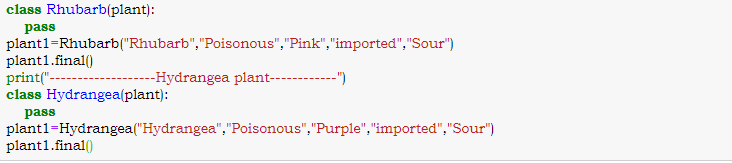 class Rhubarb(plant):
    pass
plant1=Rhubarb("Rhubarb","Poisonous","Pink","imported","Sour")
plant1.final()
print("-------------------Hydrangea plant------------")
class Hydrangea(plant):
    pass
plant1=Hydrangea("Hydrangea","Poisonous","Purple","imported","Sour")
plant1.final()